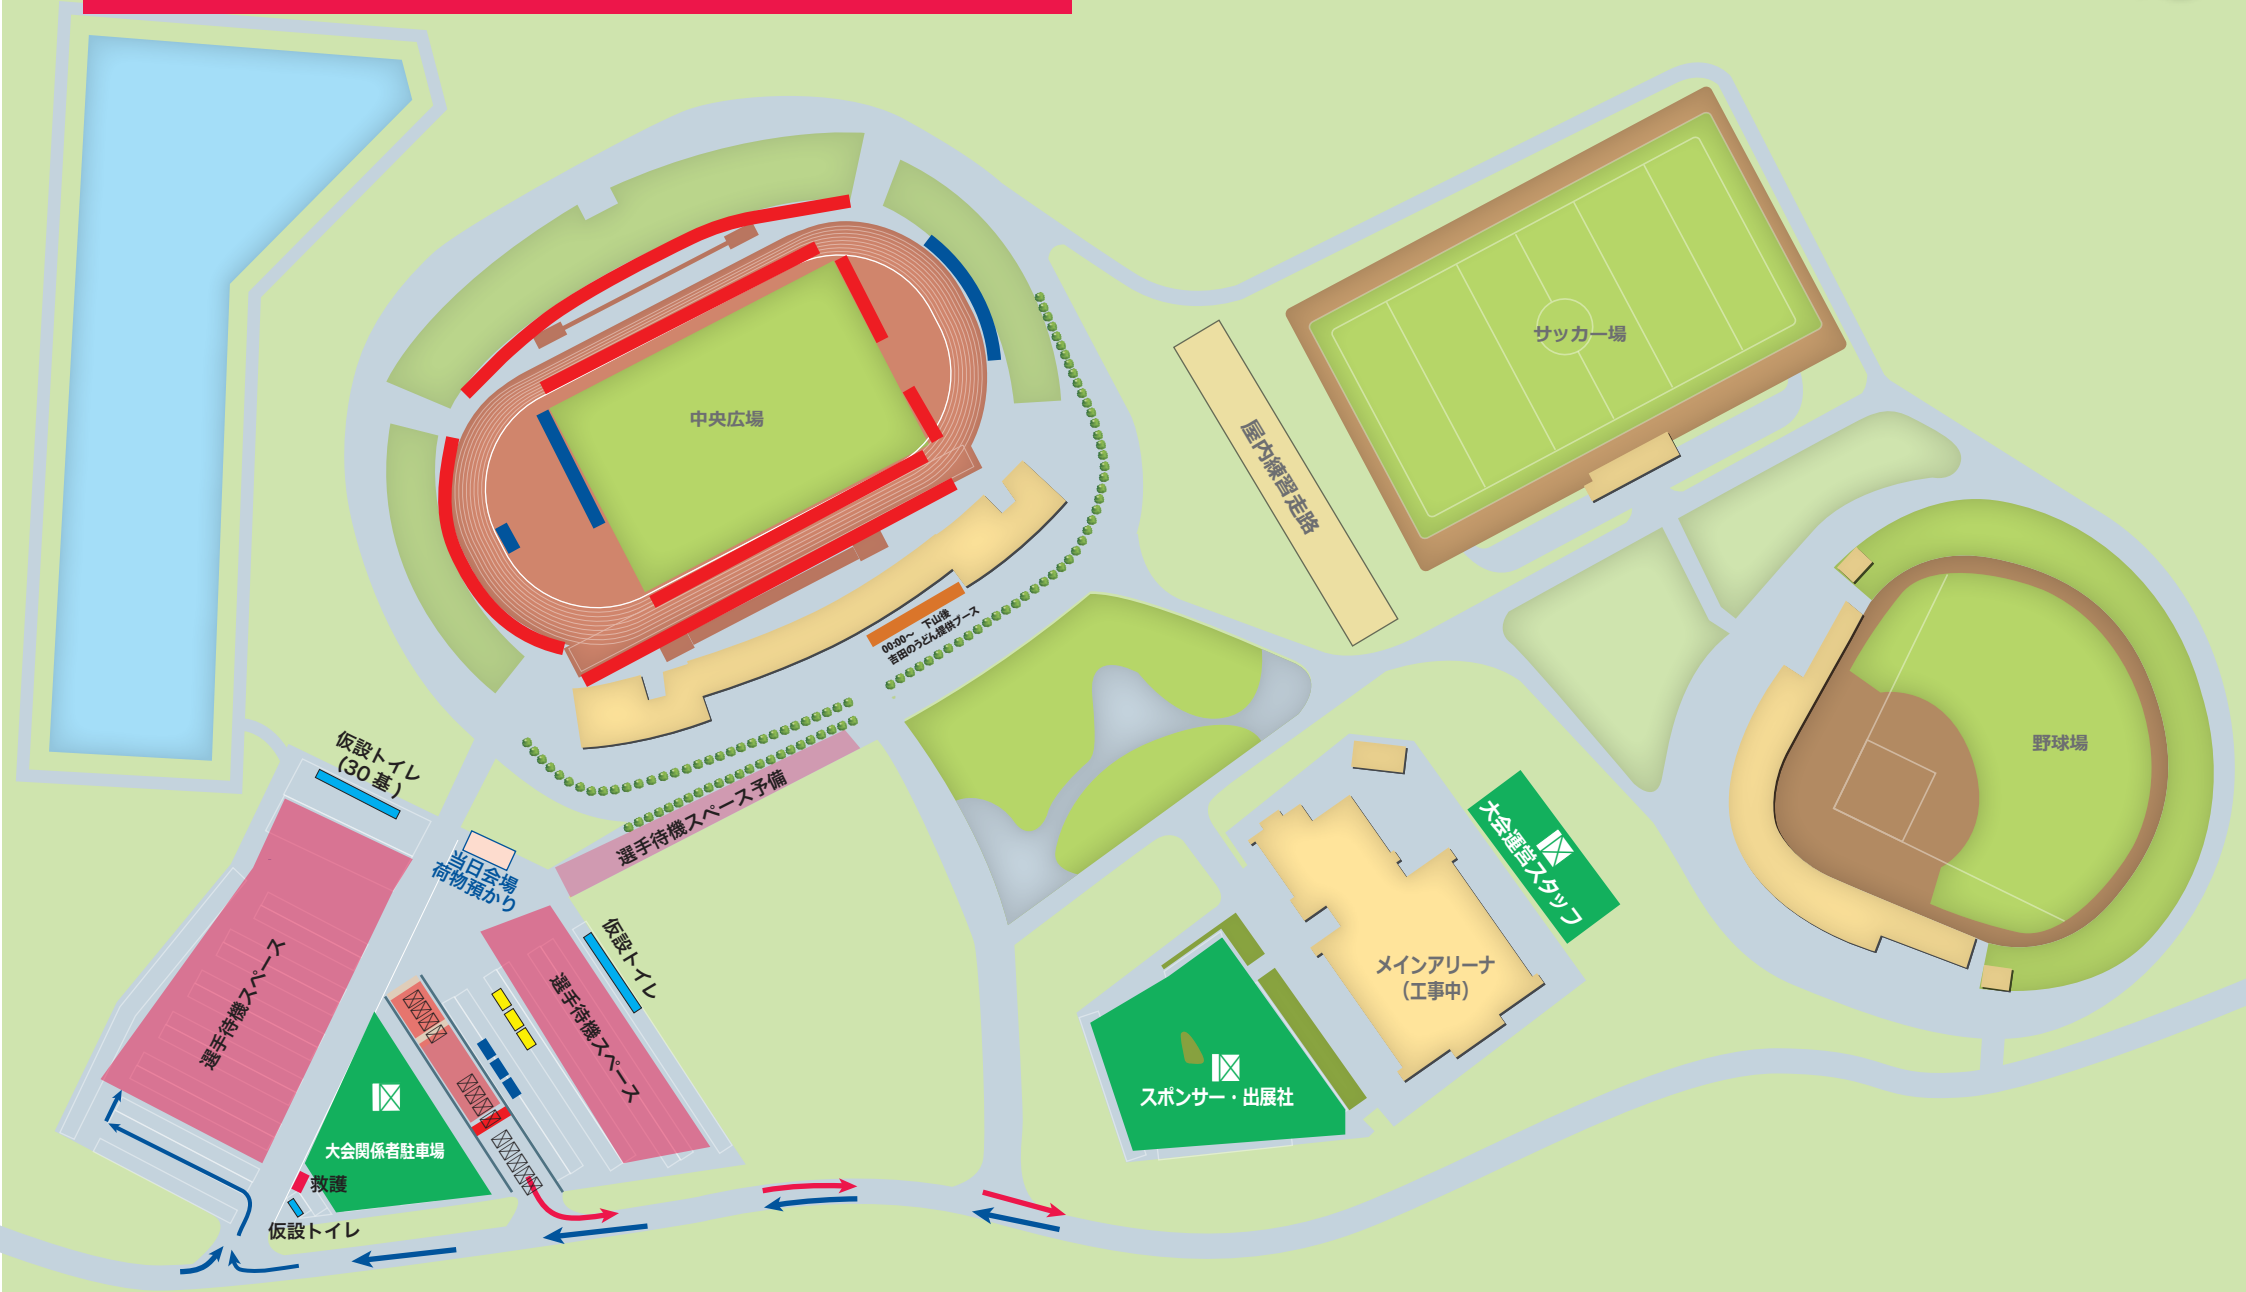 サッカー場
中央広場
屋内練習走路
00:00〜　下山後
吉田のうどん提供ブース
野球場
仮設トイレ
(30 基)
選手待機スペース予備
当日会場
荷物預かり
大会運営スタッフ
仮設トイレ
選手待機スペース
選手待機スペース
メインアリーナ
(工事中)
スポンサー・出展社
大会関係者駐車場
救護
仮設トイレ